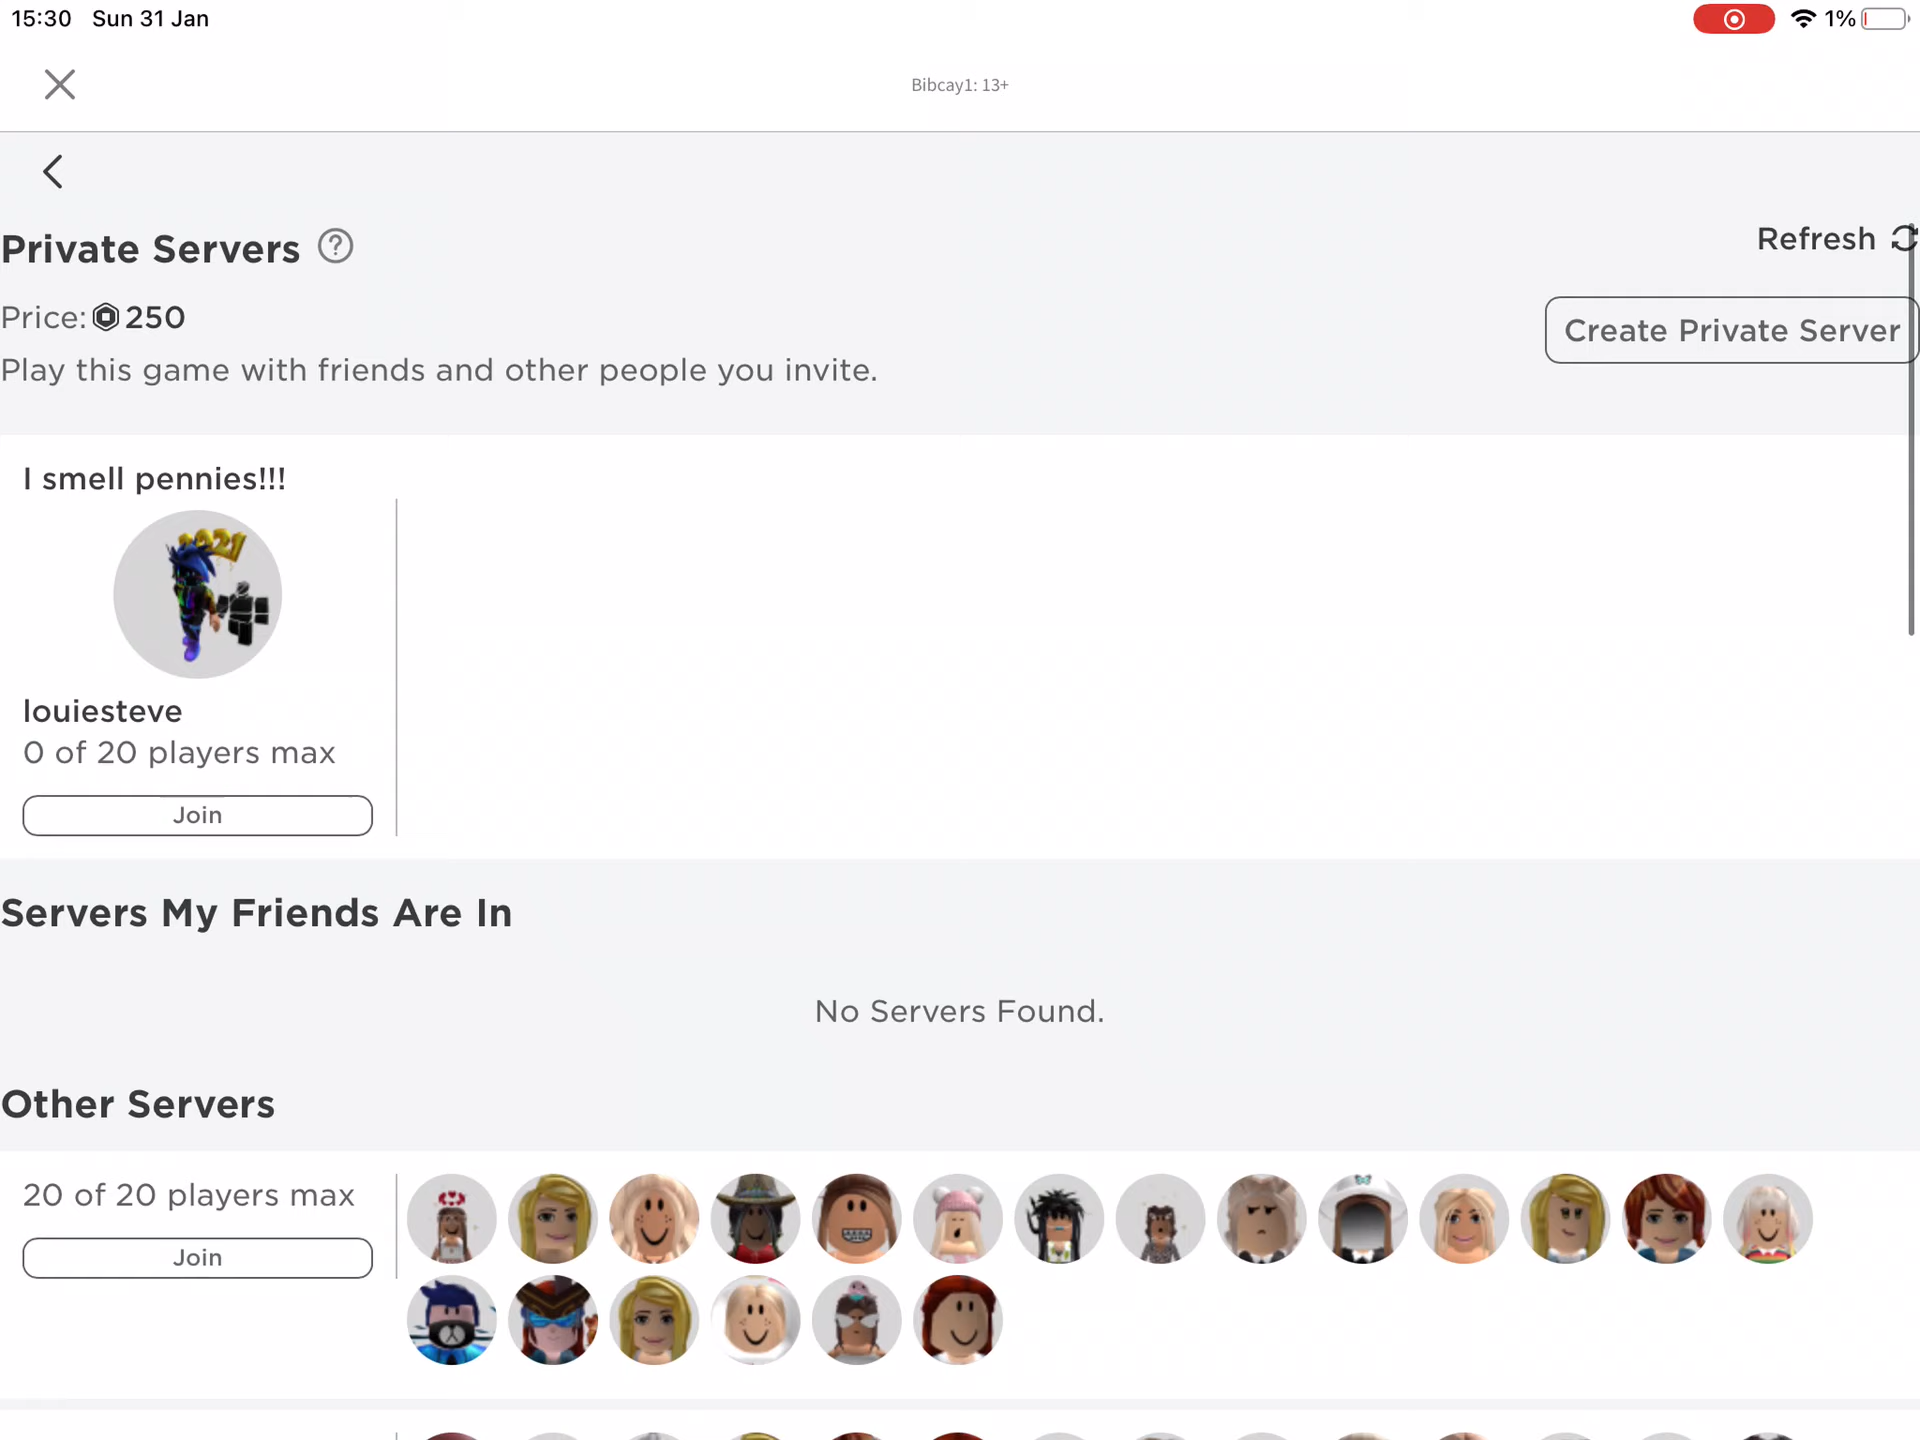 15:30 Sun 31 Jan
1%
Bibcay1: 13+
Private Servers
Refresh
Price: 250
Create Private Server
Play this game with friends and other people you invite.
I smell pennies!!!
2021
louiesteve
0 of 20 players max
Join
Servers My Friends Are In
No Servers Found.
Other Servers
20 of 20 players max
Join